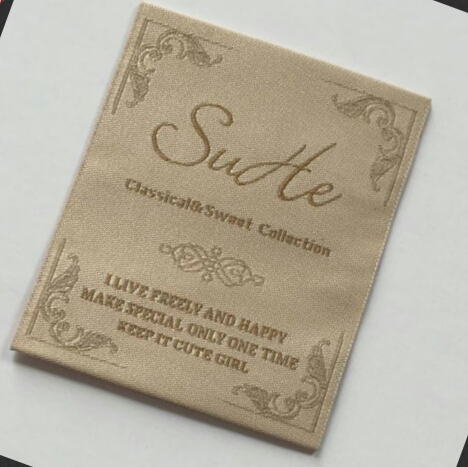 SuHe
Classical&Sweet Collection
I LIVE FREELY AND HAPPY
MAKE SPECIAL ONLY ONE TIME
KEEP IT CUTE GIRL